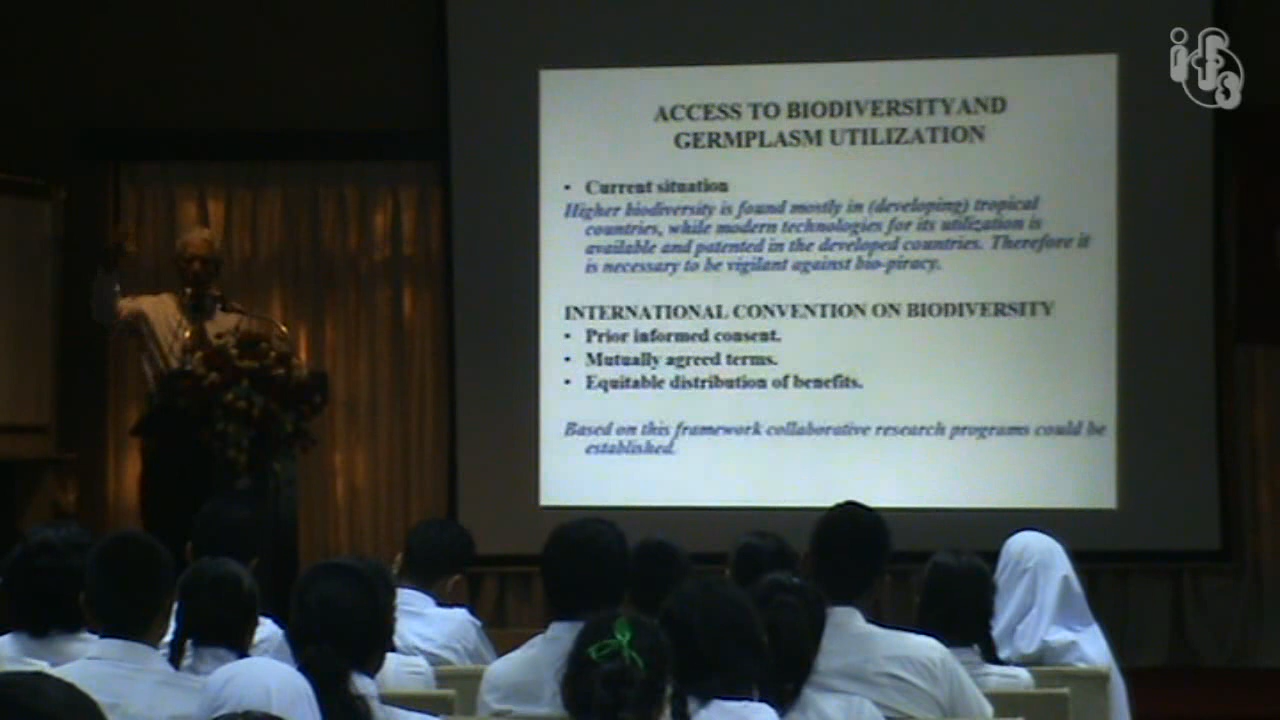 ACCESS TO BIODIVERSITY AND
GERMPLASM UTILIZATION
• Current situation
Higher biodiversity is found mostly in (developing) tropical
countries, while modern technologies for its utilization is
available and patented in the developed countries. Therefore it
is necessary to be vigilant against bio-piracy.
INTERNATIONAL CONVENTION ON BIODIVERSITY
• Prior informed consent.
• Mutually agreed terms.
• Equitable distribution of benefits.
Based on this framework collaborative research programs could be
established.